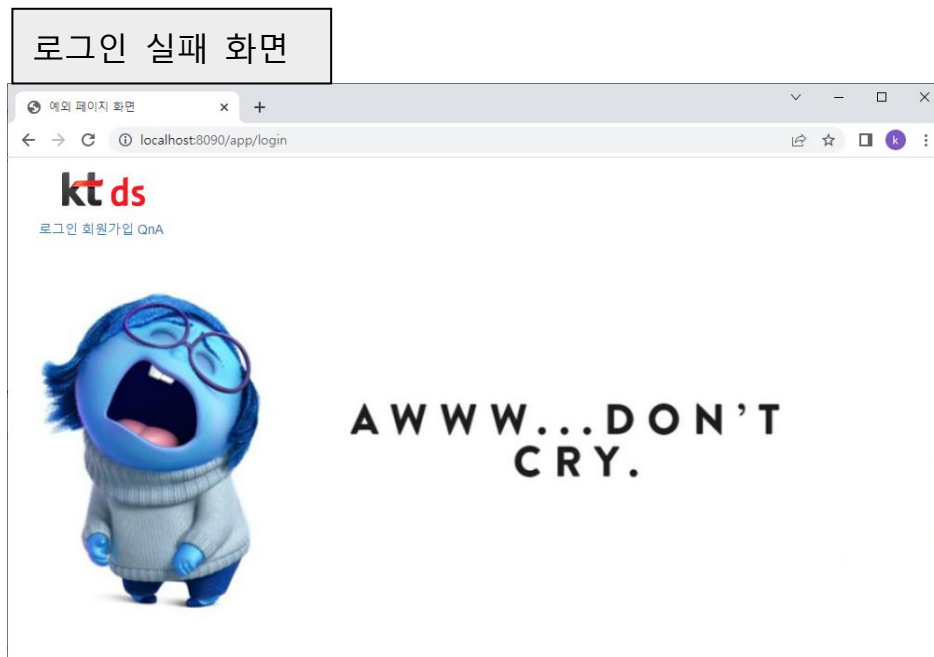 로그인 실패 화면
예외 페이지 화면
localhost:8090/app/login
k
kt ds
로그인 회원가입 QnA
AWWW...DON'T
CRY.